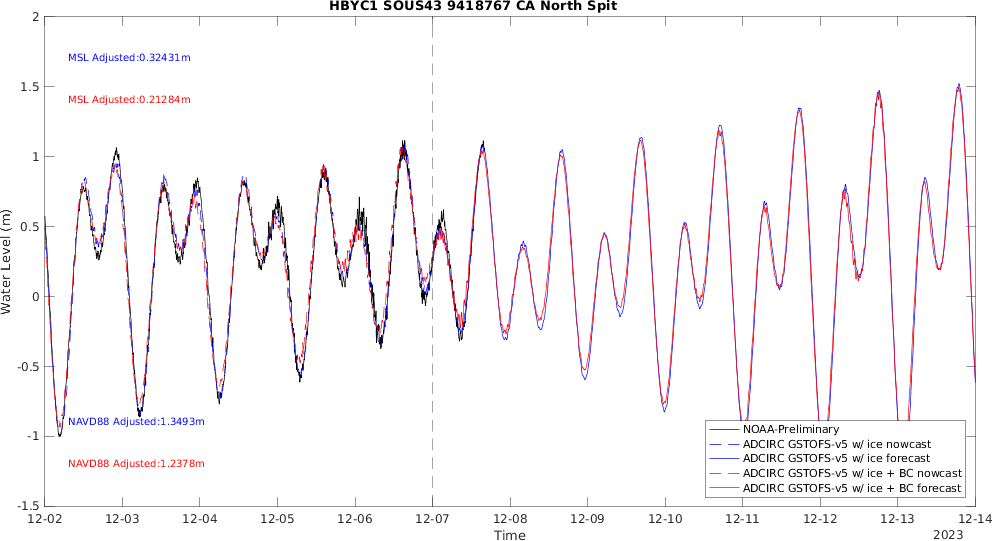 HBYC1 SOUS43 9418767 CA North Spit
2
1.5
1
0.5
0
-0.5
-1
-1.5
Water Level (m)
MSL Adjusted:0.32431m
MSL Adjusted:0.21284m
NAVD88 Adjusted:1.3493m
NAVD88 Adjusted:1.2378m
NOAA-Preliminary
ADCIRC GSTOFS-v5 w/ ice nowcast
ADCIRC GSTOFS-v5 w/ ice forecast
ADCIRC GSTOFS-v5 w/ ice + BC nowcast
ADCIRC GSTOFS-v5 w/ ice + BC forecast
12-02 12-03 12-04 12-05 12-06 12-07 12-08 12-09 12-10 12-11 12-12 12-13 12-14
Time
2023